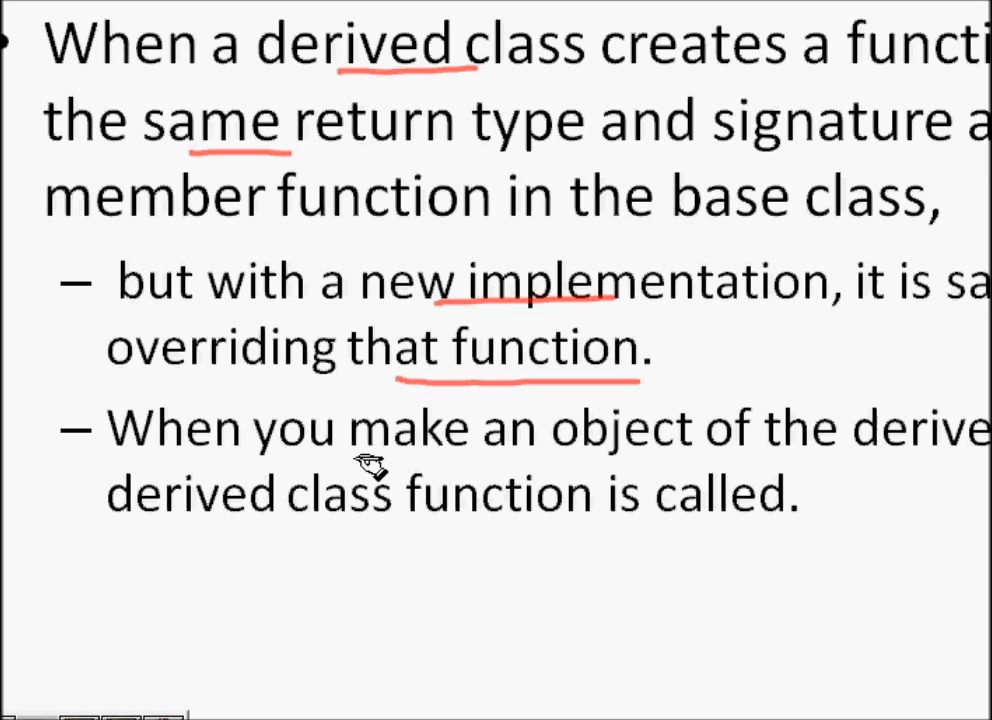 • When a derived class creates a functi
the same return type and signature a
member function in the base class,
– but with a new implementation, it is sa
overriding that function.
– When you make an object of the derive
derived class function is called.